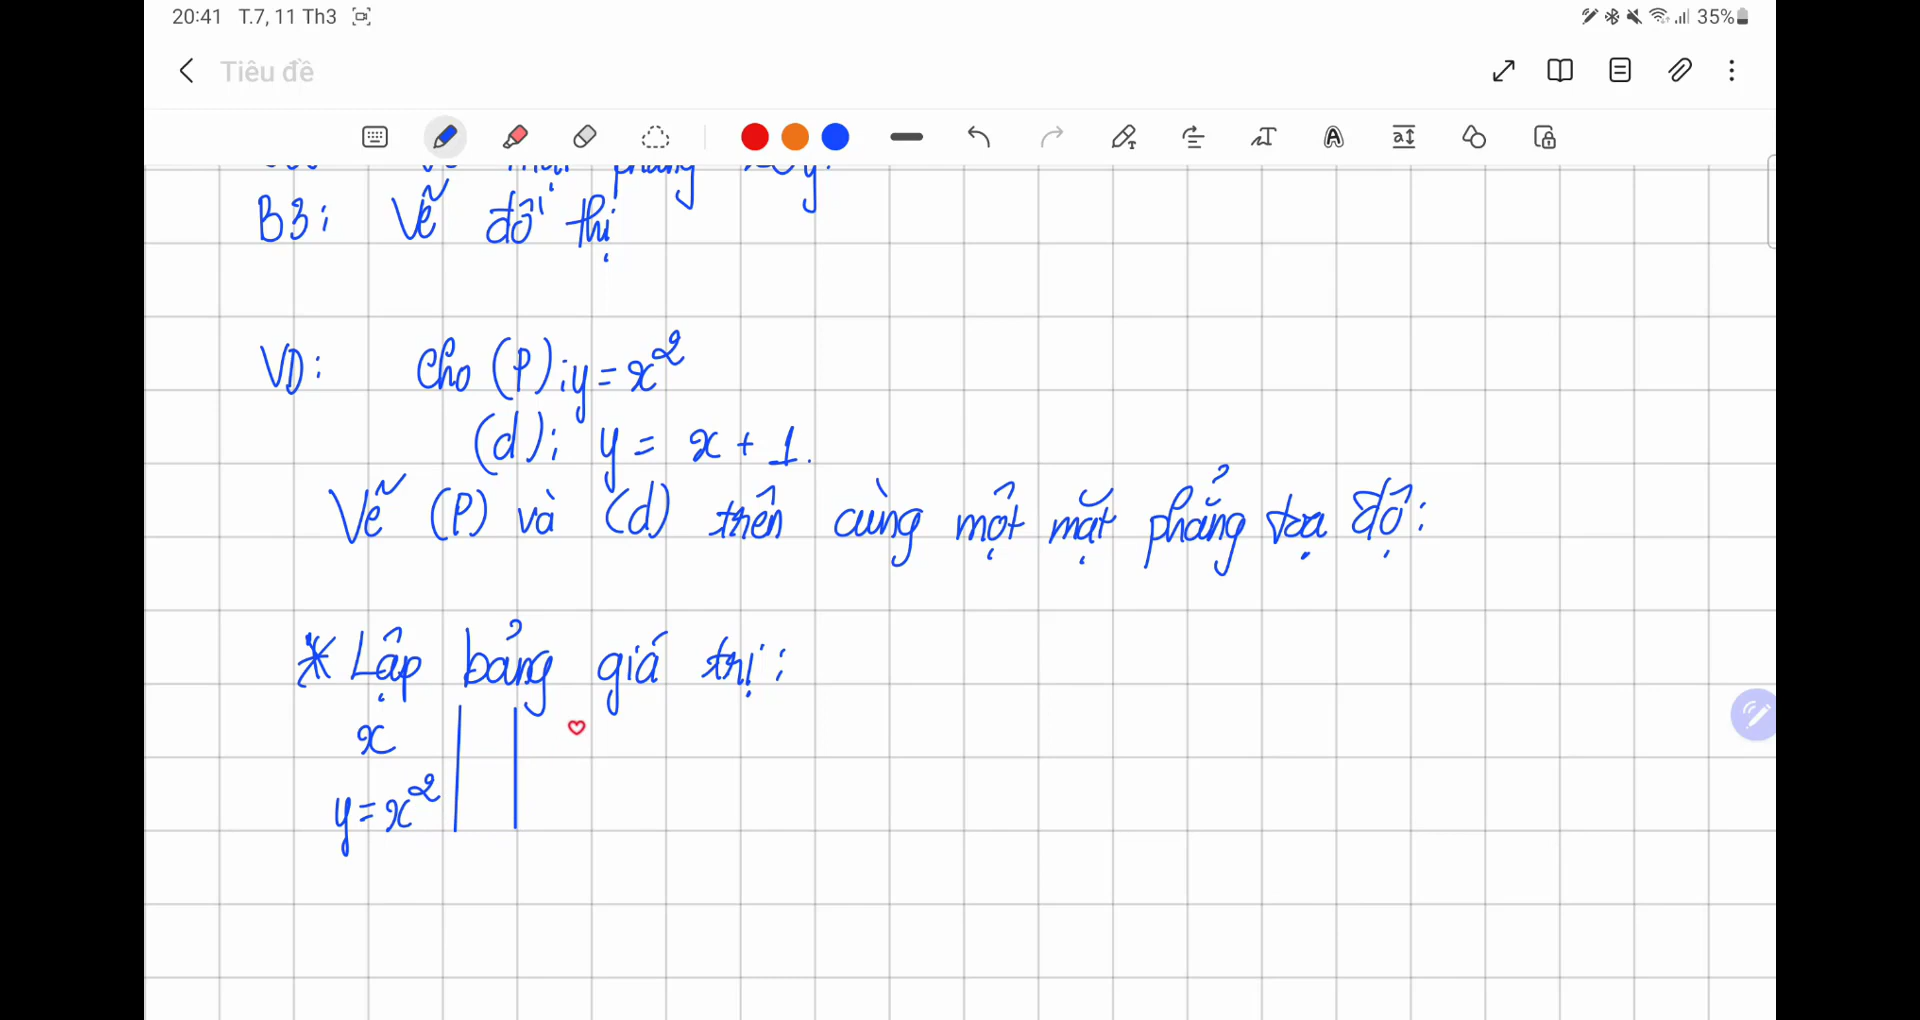 20:41 T.7, 11 Th3 35%
Tiêu đề
B3: Vẽ đồ thị
VD: Cho (P): y = x²
(d): y = x + 1.
Vẽ (P) và (d) trên cùng một mặt phẳng tọa độ:
* Lập bảng giá trị:
x
y = x²